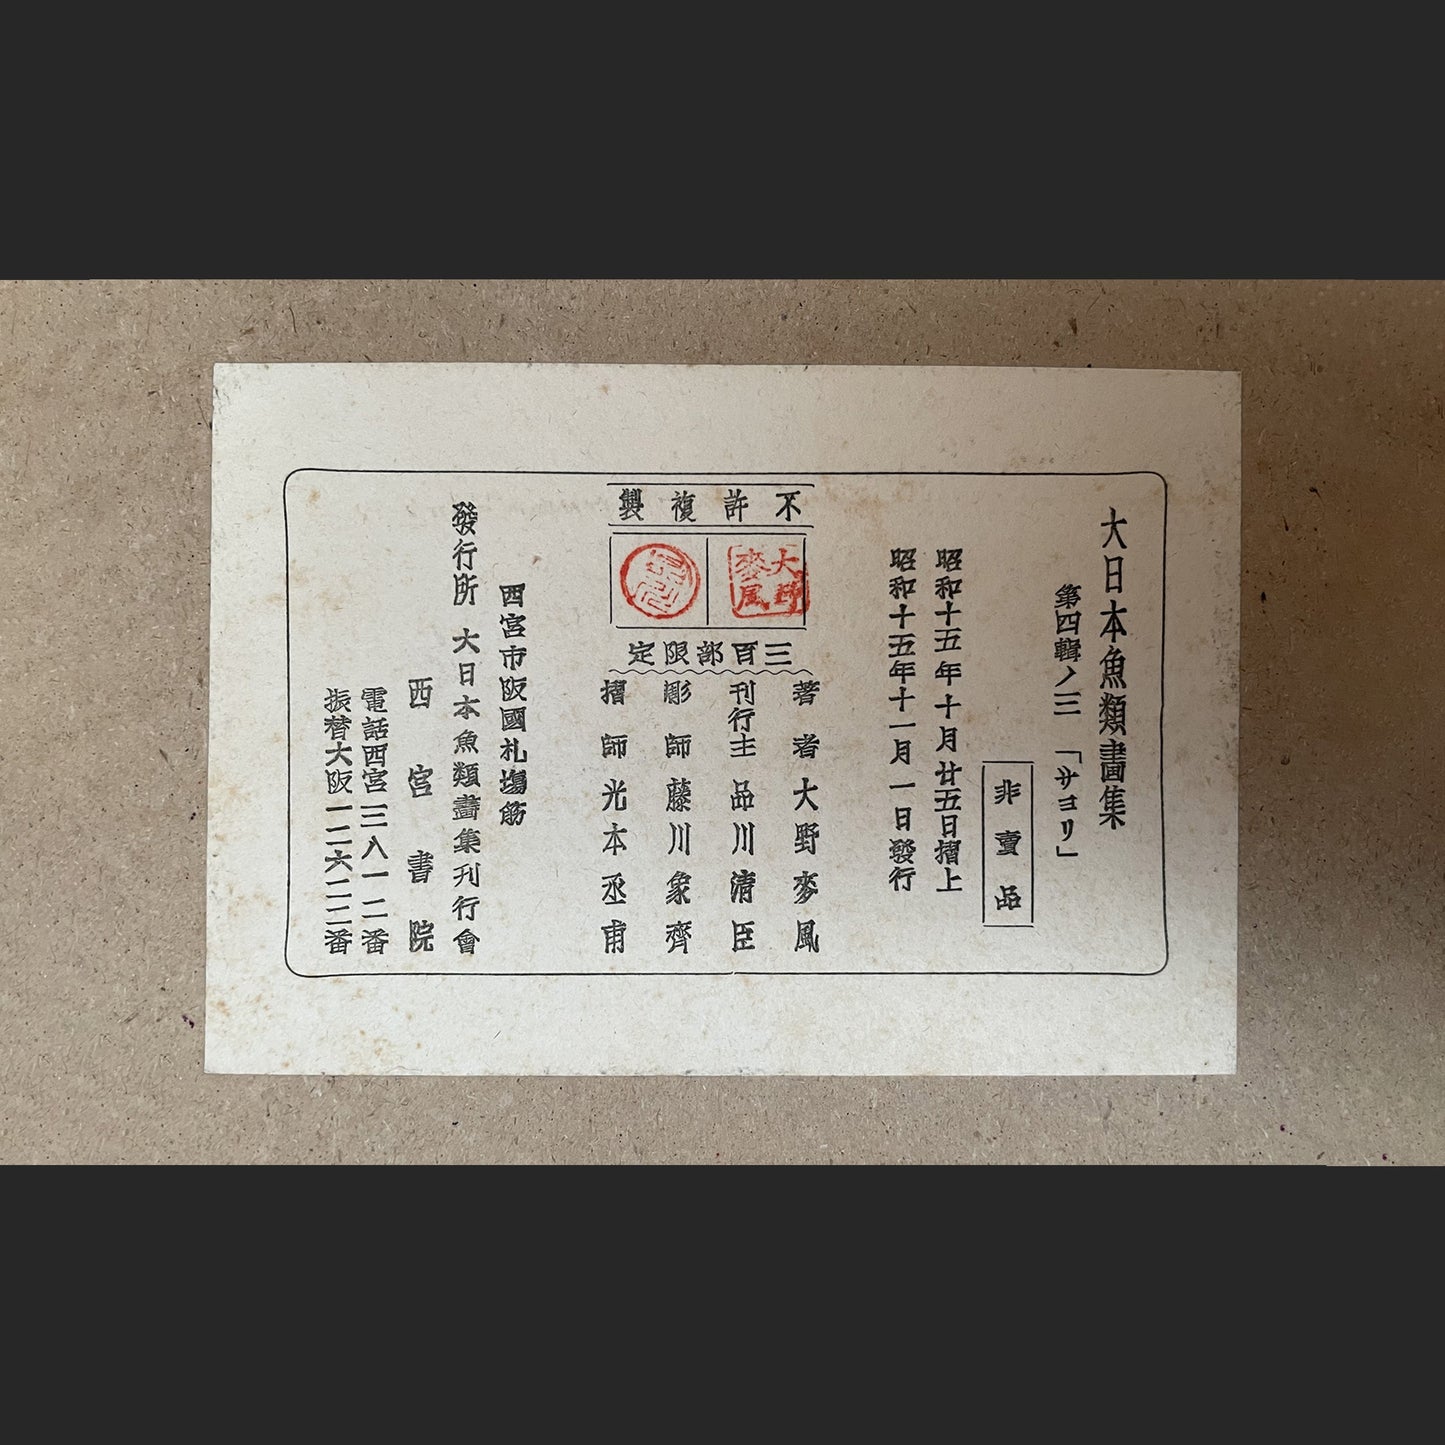 大日本魚類畵集
第四輯ノ三 「サヨリ」
非賣品
昭和十五年十月廿五日摺上
昭和十五年十一月一日發行
不許複製
大野麥風
三百部限定
著者 大野麥風
刊行主 品川清臣
彫師 藤川象齋
摺師 光本丞甫
西宮市阪國札場筋
發行所 大日本魚類畵集刊行會
西宮書院
電話西宮三三八一二番
振替大阪一二六二二番